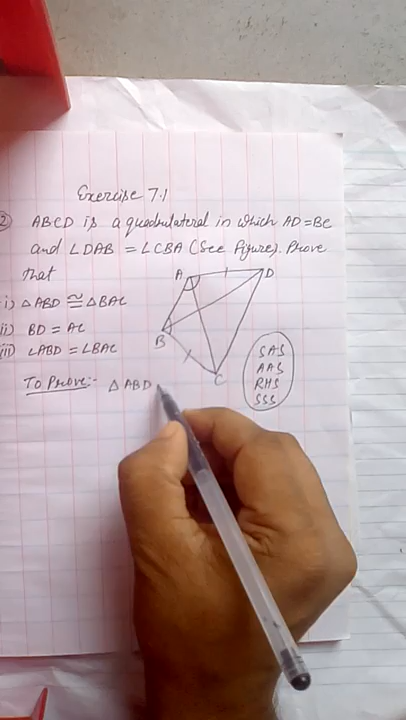 Exercise 7.1
2) ABCD is a quadrilateral in which AD = BC
and ∠DAB = ∠CBA (See figure). Prove
that
i) △ABD ≅ △BAC
ii) BD = AC
iii) ∠ABD = ∠BAC
A
D
B
C
SAS
AAS
RHS
SSS
To Prove:- △ABD